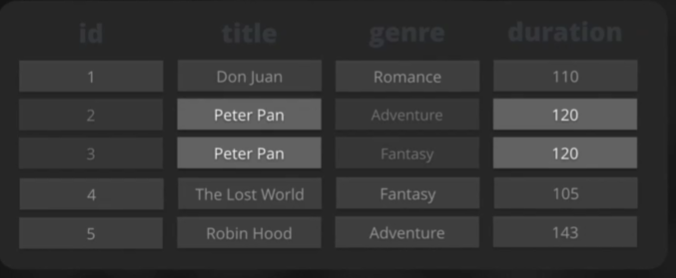 id title genre duration
1 Don Juan Romance 110
2 Peter Pan Adventure 120
3 Peter Pan Fantasy 120
4 The Lost World Fantasy 105
5 Robin Hood Adventure 143